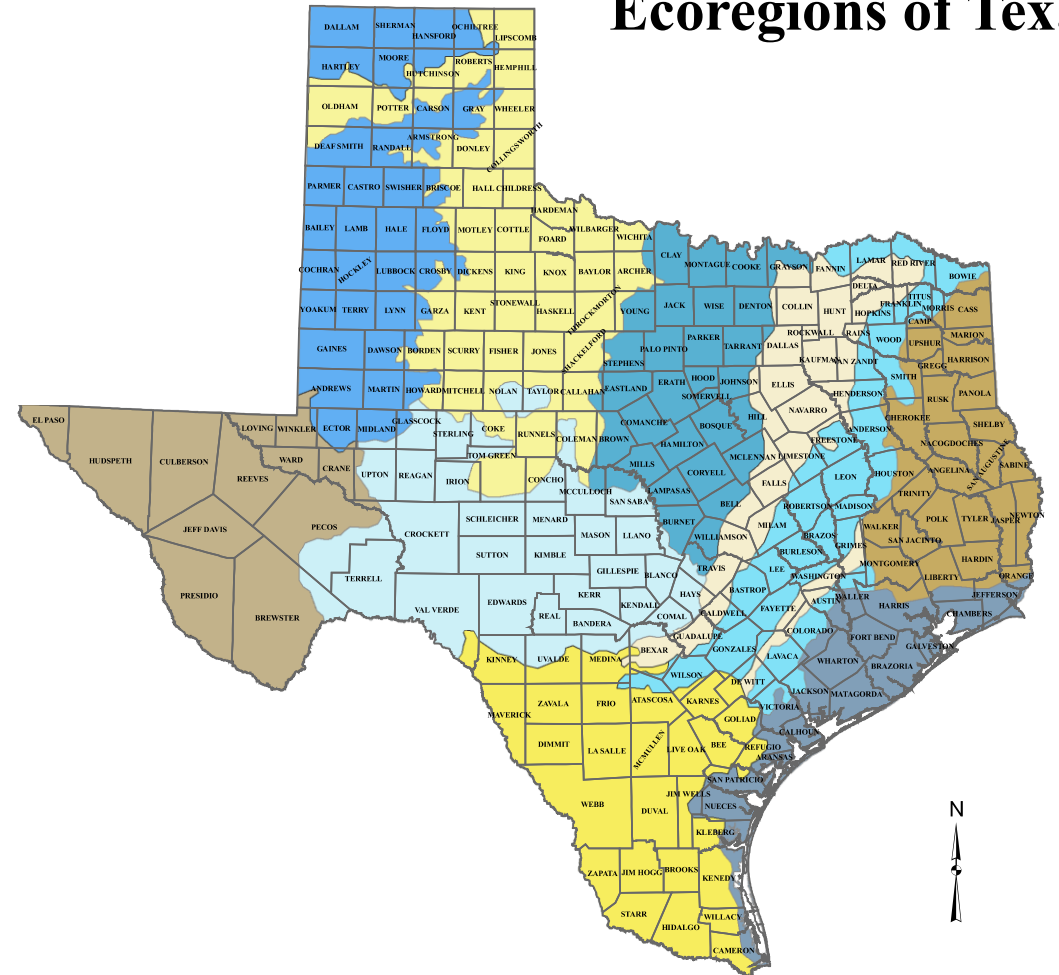 Ecoregions of Tex
DALLAM
SHERMAN
HANSFORD
OCHILTREE
LIPSCOMB
HARTLEY
MOORE
HUTCHINSON
ROBERTS
HEMPHILL
OLDHAM
POTTER
CARSON
GRAY
WHEELER
DEAF SMITH
RANDALL
ARMSTRONG
DONLEY
COLLINGSWORTH
PARMER
CASTRO
SWISHER
BRISCOE
HALL
CHILDRESS
HARDEMAN
BAILEY
LAMB
HALE
FLOYD
MOTLEY
COTTLE
FOARD
WILBARGER
WICHITA
CLAY
MONTAGUE
COOKE
GRAYSON
FANNIN
LAMAR
RED RIVER
BOWIE
COCHRAN
HOCKLEY
LUBBOCK
CROSBY
DICKENS
KING
KNOX
BAYLOR
ARCHER
DELTA
TITUS
FRANKLIN
MORRIS
CASS
YOAKUM
TERRY
LYNN
GARZA
KENT
STONEWALL
HASKELL
THROCKMORTON
YOUNG
JACK
WISE
DENTON
COLLIN
HUNT
HOPKINS
CAMP
MARION
GAINES
DAWSON
BORDEN
SCURRY
FISHER
JONES
SHACKELFORD
STEPHENS
PALO PINTO
PARKER
TARRANT
DALLAS
ROCKWALL
RAINS
KAUFMAN
VAN ZANDT
WOOD
UPSHUR
GREGG
HARRISON
ANDREWS
MARTIN
HOWARD
MITCHELL
NOLAN
TAYLOR
CALLAHAN
EASTLAND
ERATH
HOOD
SOMERVELL
JOHNSON
ELLIS
HENDERSON
SMITH
RUSK
PANOLA
EL PASO
LOVING
WINKLER
ECTOR
MIDLAND
GLASSCOCK
STERLING
COKE
RUNNELS
COLEMAN
BROWN
COMANCHE
HAMILTON
BOSQUE
HILL
NAVARRO
FREESTONE
ANDERSON
CHEROKEE
NACOGDOCHES
SHELBY
HUDSPETH
CULBERSON
REEVES
WARD
CRANE
UPTON
REAGAN
IRION
TOM GREEN
CONCHO
MCCULLOCH
SAN SABA
MILLS
LAMPASAS
CORYELL
MCLENNAN
LIMESTONE
FALLS
LEON
HOUSTON
ANGELINA
SAN AUGUSTINE
SABINE
JEFF DAVIS
PECOS
CROCKETT
SCHLEICHER
MENARD
MASON
LLANO
BURNET
BELL
WILLIAMSON
MILAM
ROBERTSON
MADISON
BRAZOS
GRIMES
WALKER
TRINITY
POLK
SAN JACINTO
TYLER
JASPER
NEWTON
PRESIDIO
BREWSTER
TERRELL
VAL VERDE
SUTTON
KIMBLE
EDWARDS
REAL
KERR
GILLESPIE
BLANCO
KENDALL
BANDERA
COMAL
HAYS
TRAVIS
BASTROP
LEE
BURLESON
WASHINGTON
MONTGOMERY
LIBERTY
HARDIN
ORANGE
JEFFERSON
CHAMBERS
KINNEY
UVALDE
MEDINA
BEXAR
GUADALUPE
CALDWELL
FAYETTE
AUSTIN
WALLER
HARRIS
COLORADO
FORT BEND
GALVESTON
BRAZORIA
WHARTON
MATAGORDA
JACKSON
LAVACA
GONZALES
WILSON
DE WITT
VICTORIA
CALHOUN
MAVERICK
ZAVALA
FRIO
ATASCOSA
KARNES
GOLIAD
REFUGIO
ARANSAS
DIMMIT
LA SALLE
MCMULLEN
LIVE OAK
BEE
SAN PATRICIO
NUECES
WEBB
DUVAL
JIM WELLS
KLEBERG
ZAPATA
JIM HOGG
BROOKS
KENEDY
STARR
HIDALGO
WILLACY
CAMERON
N